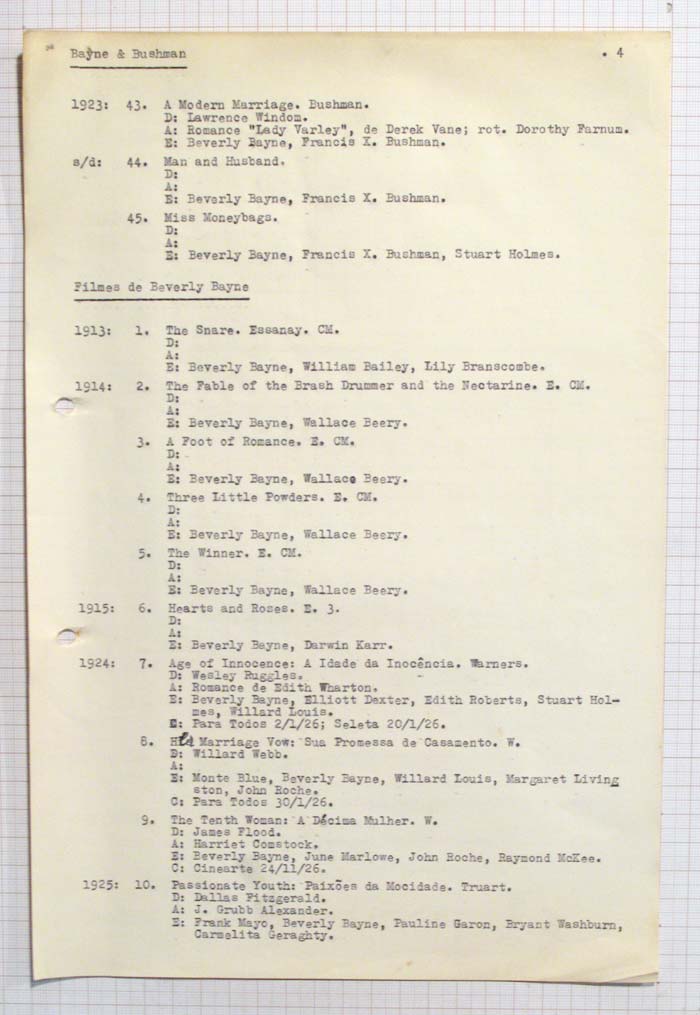 Bayne & Bushman . 4
1923: 43. A Modern Marriage. Bushman.
D: Lawrence Windom.
A: Romance "Lady Varley", de Derek Vane; rot. Dorothy Farnum.
E: Beverly Bayne, Francis X. Bushman.
s/d: 44. Man and Husband.
D:
A:
E: Beverly Bayne, Francis X. Bushman.
45. Miss Moneybags.
D:
A:
E: Beverly Bayne, Francis X. Bushman, Stuart Holmes.
Filmes de Beverly Bayne
1913: 1. The Snare. Essanay. CM.
D:
A:
E: Beverly Bayne, William Bailey, Lily Branscombe.
1914: 2. The Fable of the Brash Drummer and the Nectarine. E. CM.
D:
A:
E: Beverly Bayne, Wallace Beery.
3. A Foot of Romance. E. CM.
D:
A:
E: Beverly Bayne, Wallace Beery.
4. Three Little Powders. E. CM.
D:
A:
E: Beverly Bayne, Wallace Beery.
5. The Winner. E. CM.
D:
A:
E: Beverly Bayne, Wallace Beery.
1915: 6. Hearts and Roses. E. 3.
D:
A:
E: Beverly Bayne, Darwin Karr.
1924: 7. Age of Innocence: A Idade da Inocência. Warners.
D: Wesley Ruggles.
A: Romance de Edith Wharton.
E: Beverly Bayne, Elliott Dexter, Edith Roberts, Stuart Hol-
mes, Willard Louis.
C: Para Todos 2/1/26; Seleta 20/1/26.
8. Marriage Vow: Sua Promessa de Casamento. W.
D: Willard Webb.
A:
E: Monte Blue, Beverly Bayne, Willard Louis, Margaret Living
ston, John Roche.
C: Para Todos 30/1/26.
9. The Tenth Woman: A Décima Mulher. W.
D: James Flood.
A: Harriet Comstock.
E: Beverly Bayne, June Marlowe, John Roche, Raymond McKee.
C: Cinearte 24/11/26.
1925: 10. Passionate Youth: Paixões da Mocidade. Truart.
D: Dallas Fitzgerald.
A: J. Grubb Alexander.
E: Frank Mayo, Beverly Bayne, Pauline Garon, Bryant Washburn,
Carmelita Geraghty.